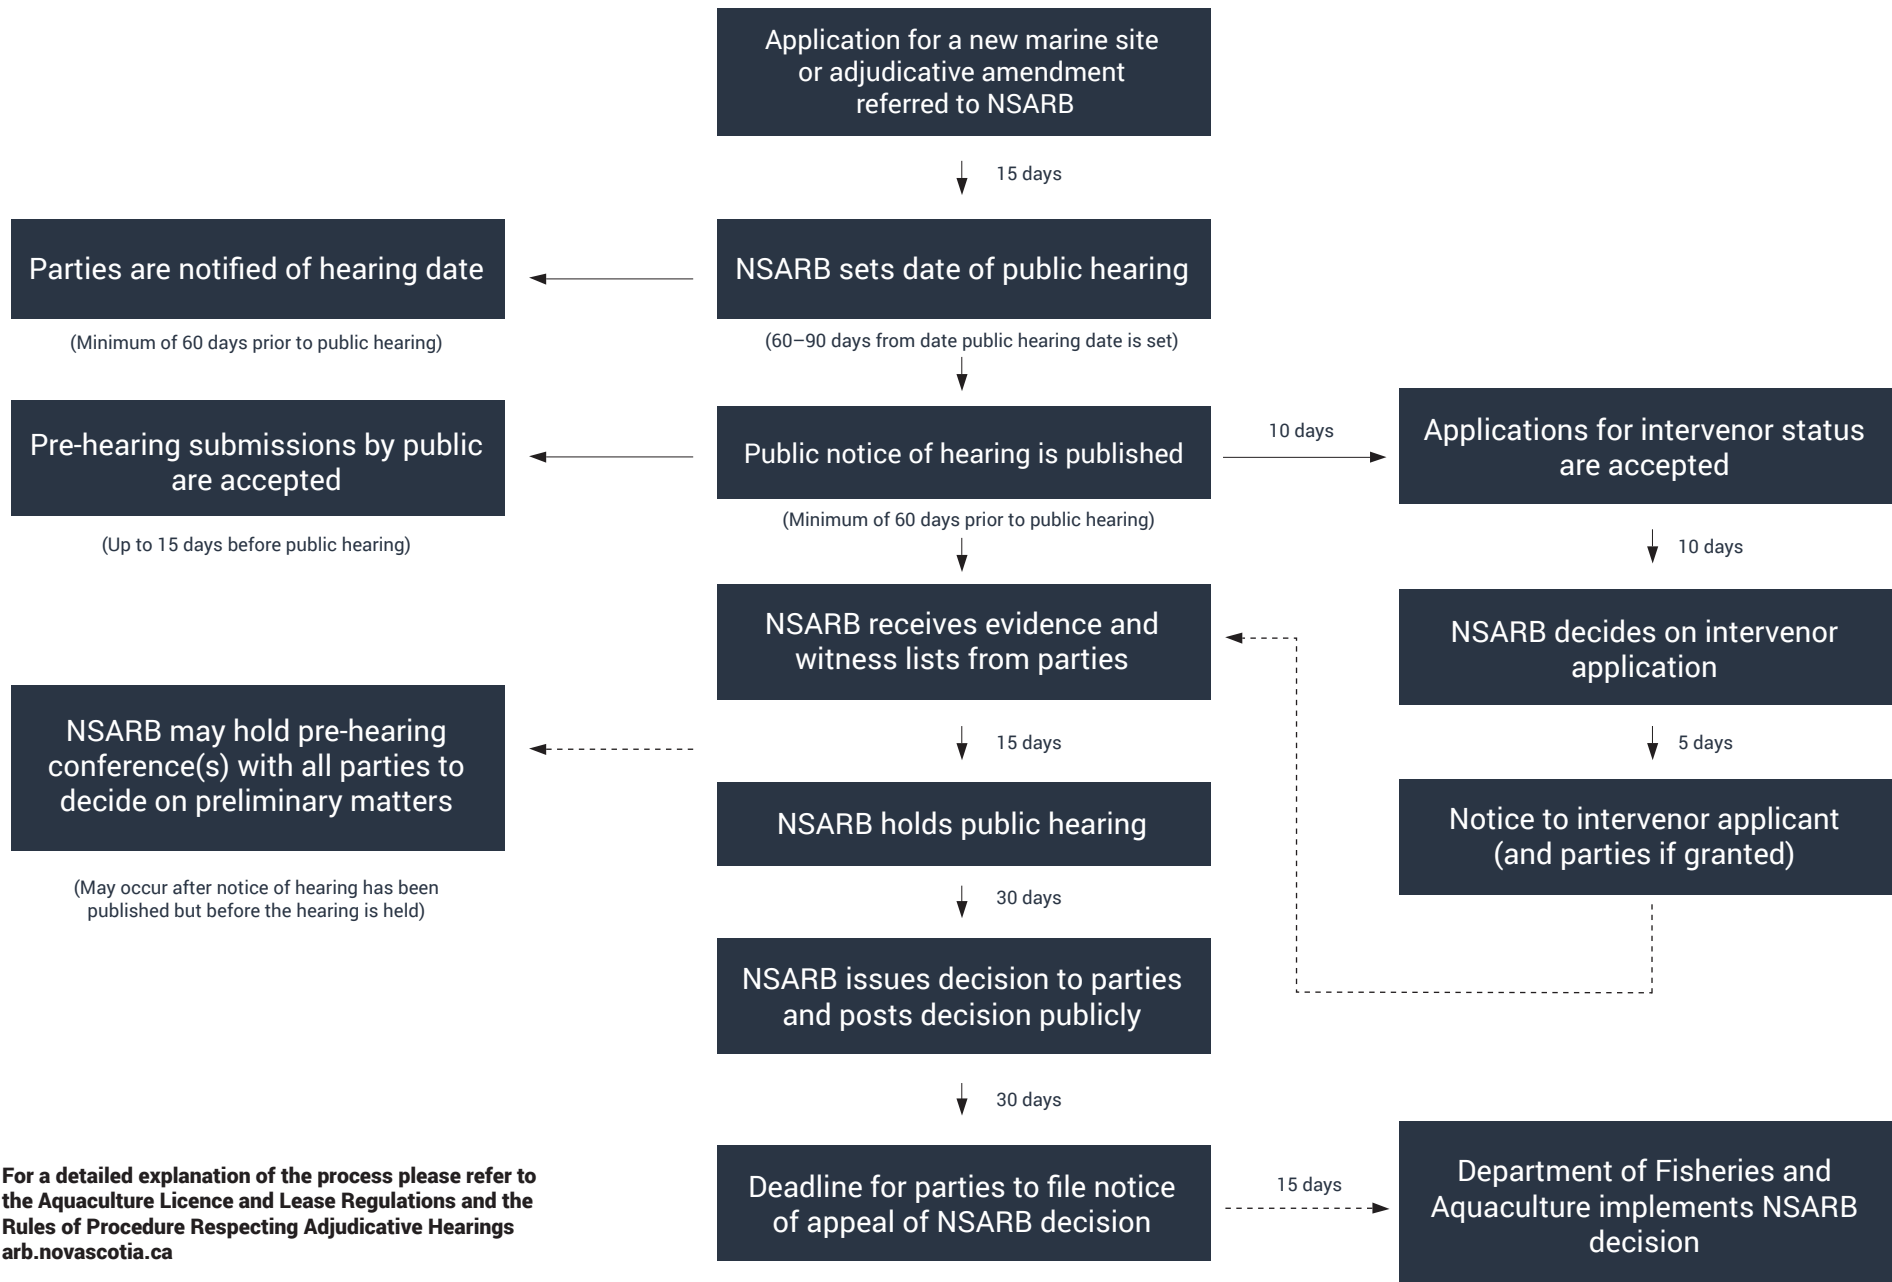 Application for a new marine site
or adjudicative amendment
referred to NSARB
15 days
Parties are notified of hearing date
(Minimum of 60 days prior to public hearing)
NSARB sets date of public hearing
(60–90 days from date public hearing date is set)
Pre-hearing submissions by public
are accepted
(Up to 15 days before public hearing)
Public notice of hearing is published
(Minimum of 60 days prior to public hearing)
10 days
Applications for intervenor status
are accepted
10 days
NSARB receives evidence and
witness lists from parties
NSARB decides on intervenor
application
NSARB may hold pre-hearing
conference(s) with all parties to
decide on preliminary matters
(May occur after notice of hearing has been
published but before the hearing is held)
15 days
5 days
NSARB holds public hearing
Notice to intervenor applicant
(and parties if granted)
30 days
NSARB issues decision to parties
and posts decision publicly
30 days
Deadline for parties to file notice
of appeal of NSARB decision
15 days
Department of Fisheries and
Aquaculture implements NSARB
decision
For a detailed explanation of the process please refer to
the Aquaculture Licence and Lease Regulations and the
Rules of Procedure Respecting Adjudicative Hearings
arb.novascotia.ca